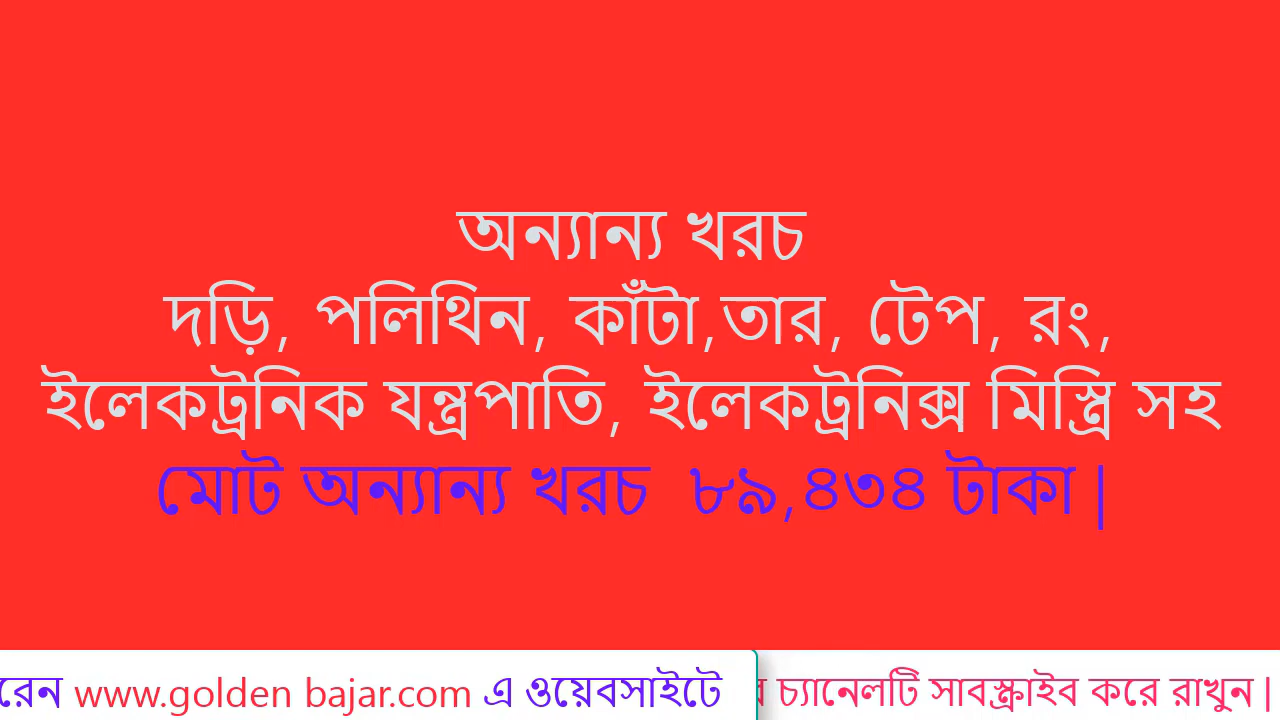 অন্যান্য খরচ
দড়ি, পলিথিন, কাঁটা,তার, টেপ, রং,
ইলেকট্রনিক যন্ত্রপাতি, ইলেকট্রনিক্স মিস্ত্রি সহ
মোট অন্যান্য খরচ ৮৯,৪৩৪ টাকা|
www.golden bajar.com এ ওয়েবসাইটে চ্যানেলটি সাবস্ক্রাইব করে রাখুন|